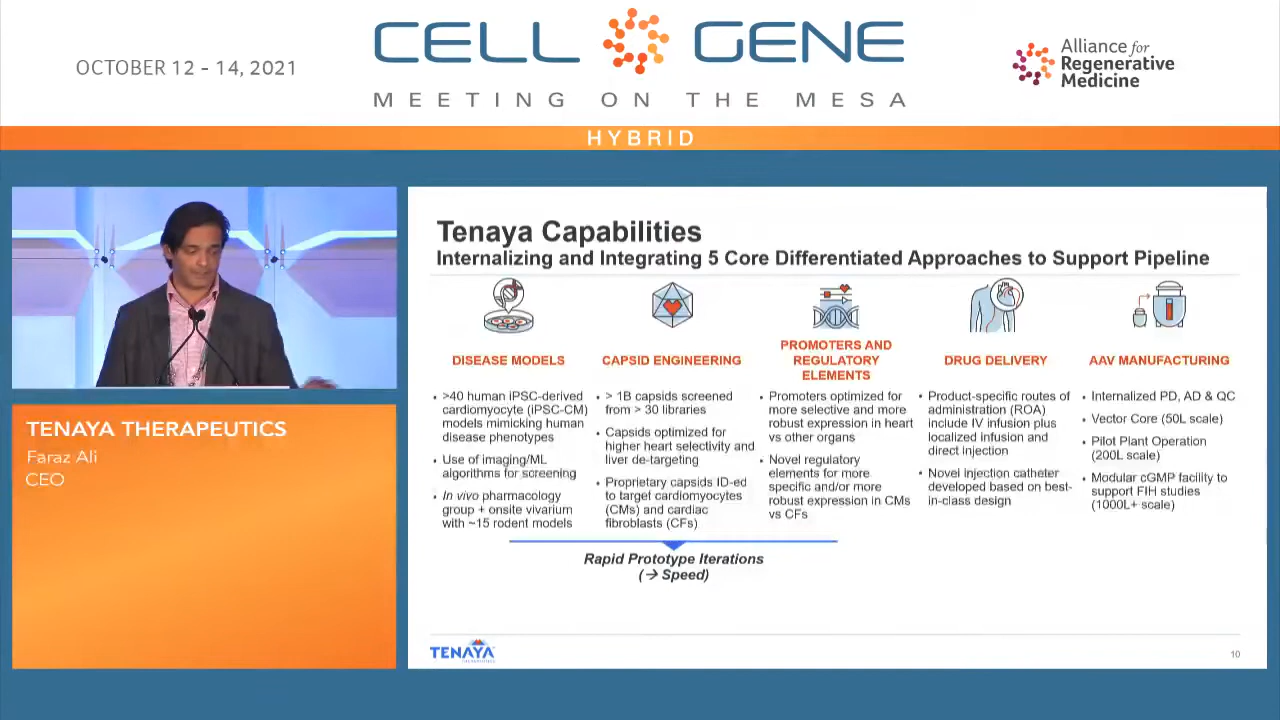 OCTOBER 12 - 14, 2021
CELL GENE
MEETING ON THE MESA
Alliance for
Regenerative
Medicine
HYBRID
TENAYA THERAPEUTICS
Faraz Ali
CEO
Tenaya Capabilities
Internalizing and Integrating 5 Core Differentiated Approaches to Support Pipeline
DISEASE MODELS
• >40 human iPSC-derived
cardiomyocyte (iPSC-CM)
models mimicking human
disease phenotypes
• Use of imaging/ML
algorithms for screening
• In vivo pharmacology
group + onsite vivarium
with ~15 rodent models
CAPSID ENGINEERING
• > 1B capsids screened
from > 30 libraries
• Capsids optimized for
higher heart selectivity and
liver de-targeting
• Proprietary capsids ID-ed
to target cardiomyocytes
(CMs) and cardiac
fibroblasts (CFs)
PROMOTERS AND
REGULATORY
ELEMENTS
• Promoters optimized for
more selective and more
robust expression in heart
vs other organs
• Novel regulatory
elements for more
specific and/or more
robust expression in CMs
vs CFs
DRUG DELIVERY
• Product-specific routes of
administration (ROA)
include IV infusion plus
localized infusion and
direct injection
• Novel injection catheter
developed based on best-
in-class design
AAV MANUFACTURING
• Internalized PD, AD & QC
• Vector Core (50L scale)
• Pilot Plant Operation
(200L scale)
• Modular cGMP facility to
support FIH studies
(1000L+ scale)
Rapid Prototype Iterations
(→ Speed)
TENAYA
THERAPEUTICS
10